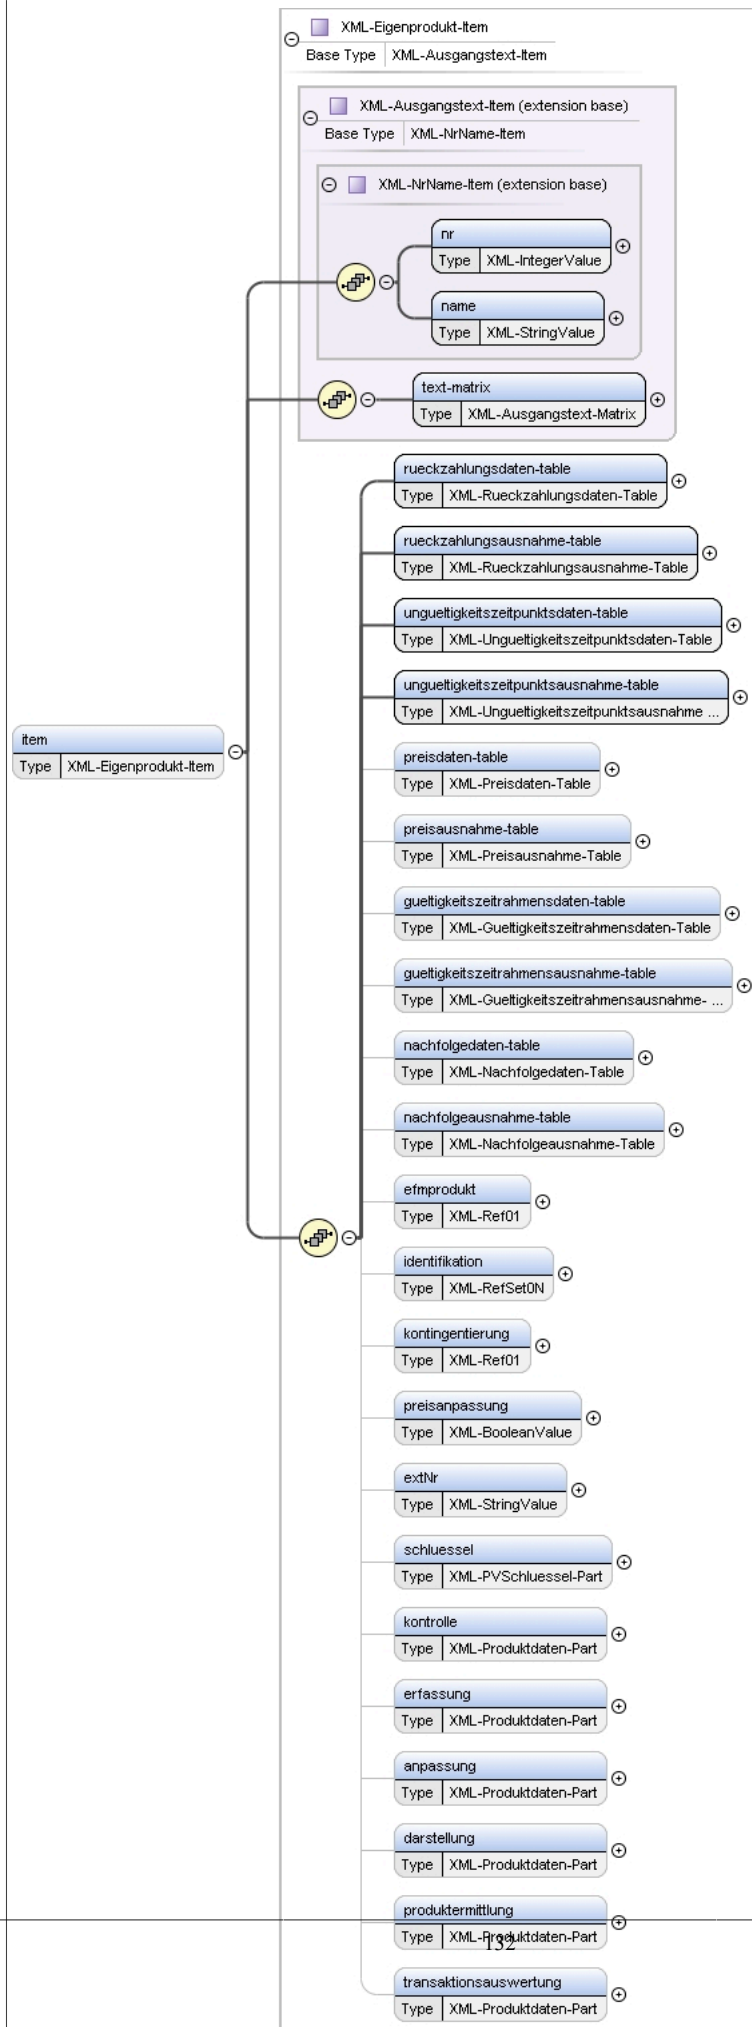 XML-Eigenprodukt-Item
Base Type XML-Ausgangstext-Item
XML-Ausgangstext-Item (extension base)
Base Type XML-NrName-Item
XML-NrName-Item (extension base)
nr
Type XML-IntegerValue
name
Type XML-StringValue
text-matrix
Type XML-Ausgangstext-Matrix
rueckzahlungsdaten-table
Type XML-Rueckzahlungsdaten-Table
rueckzahlungsausnahme-table
Type XML-Rueckzahlungsausnahme-Table
ungueltigkeitszeitpunktsdaten-table
Type XML-Ungueltigkeitszeitpunktsdaten-Table
ungueltigkeitszeitpunktsausnahme-table
Type XML-Ungueltigkeitszeitpunktsausnahme ...
item
Type XML-Eigenprodukt-Item
preisdaten-table
Type XML-Preisdaten-Table
preisausnahme-table
Type XML-Preisausnahme-Table
gueltigkeitszeitrahmensdaten-table
Type XML-Gueltigkeitszeitrahmensdaten-Table
gueltigkeitszeitrahmensausnahme-table
Type XML-Gueltigkeitszeitrahmensausnahme- ...
nachfolgedaten-table
Type XML-Nachfolgedaten-Table
nachfolgeausnahme-table
Type XML-Nachfolgeausnahme-Table
efmprodukt
Type XML-Ref01
identifikation
Type XML-RefSet0N
kontingentierung
Type XML-Ref01
preisanpassung
Type XML-BooleanValue
extNr
Type XML-StringValue
schluessel
Type XML-PVSchluessel-Part
kontrolle
Type XML-Produktdaten-Part
erfassung
Type XML-Produktdaten-Part
anpassung
Type XML-Produktdaten-Part
darstellung
Type XML-Produktdaten-Part
produktermittlung
Type XML-Produktdaten-Part
132
transaktionsauswertung
Type XML-Produktdaten-Part